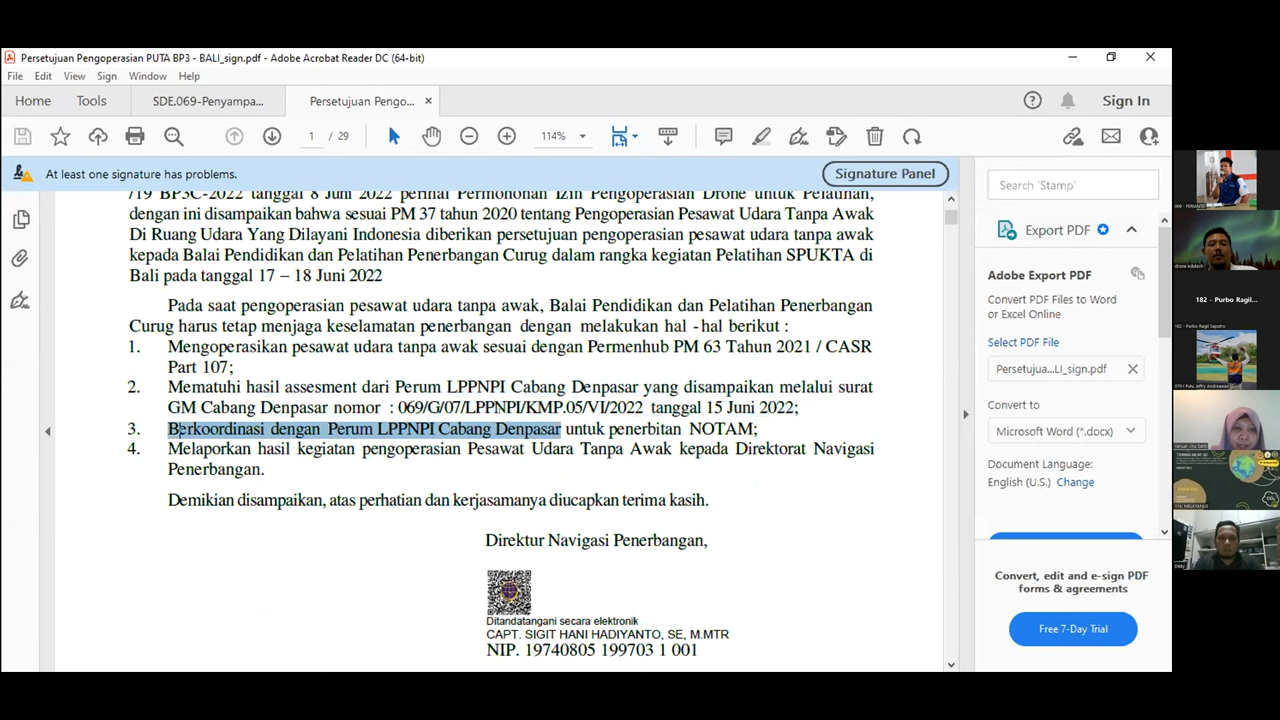 Persetujuan Pengoperasian PUTA BP3 - BALI_sign.pdf - Adobe Acrobat Reader DC (64-bit)
File Edit View Sign Window Help
Home Tools SDE.069-Penyampa... Persetujuan Pengo... Sign In
1 / 29 114%
At least one signature has problems. Signature Panel
/19 BP3C-2022 tanggal 8 Juni 2022 perihal Permohonan Izin Pengoperasian Drone untuk Pelatihan,
dengan ini disampaikan bahwa sesuai PM 37 tahun 2020 tentang Pengoperasian Pesawat Udara Tanpa Awak
Di Ruang Udara Yang Dilayani Indonesia diberikan persetujuan pengoperasian pesawat udara tanpa awak
kepada Balai Pendidikan dan Pelatihan Penerbangan Curug dalam rangka kegiatan Pelatihan SPUKTA di
Bali pada tanggal 17 – 18 Juni 2022
Pada saat pengoperasian pesawat udara tanpa awak, Balai Pendidikan dan Pelatihan Penerbangan
Curug harus tetap menjaga keselamatan penerbangan dengan melakukan hal - hal berikut :
1. Mengoperasikan pesawat udara tanpa awak sesuai dengan Permenhub PM 63 Tahun 2021 / CASR
Part 107;
2. Mematuhi hasil assesment dari Perum LPPNPI Cabang Denpasar yang disampaikan melalui surat
GM Cabang Denpasar nomor : 069/G/07/LPPNPI/KMP.05/VI/2022 tanggal 15 Juni 2022;
3. Berkoordinasi dengan Perum LPPNPI Cabang Denpasar untuk penerbitan NOTAM;
4. Melaporkan hasil kegiatan pengoperasian Pesawat Udara Tanpa Awak kepada Direktorat Navigasi
Penerbangan.
Demikian disampaikan, atas perhatian dan kerjasamanya diucapkan terima kasih.
Direktur Navigasi Penerbangan,
Ditandatangani secara elektronik
CAPT. SIGIT HANI HADIYANTO, SE, M.MTR
NIP. 19740805 199703 1 001
Search 'Stamp'
Export PDF
Adobe Export PDF
Convert PDF Files to Word
or Excel Online
Select PDF File
Persetujua...LI_sign.pdf
Convert to
Microsoft Word (*.docx)
Document Language:
English (U.S.) Change
Convert, edit and e-sign PDF
forms & agreements
Free 7-Day Trial
drone edutech
182 - Purbo Ragil...
182 - Purbo Ragil Saputro